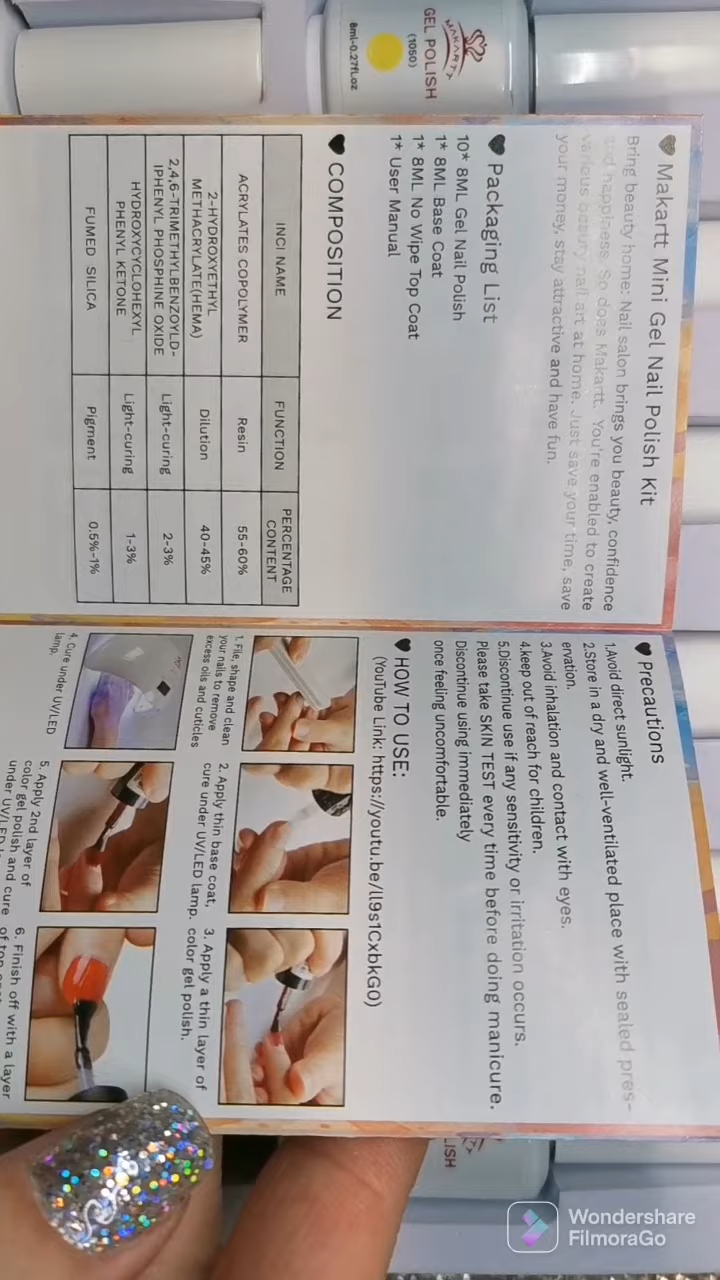 MAKARTT
GEL POLISH
(1050)
8ml-0.27fl.oz
Makartt Mini Gel Nail Polish Kit
Bring beauty home: Nail salon brings you beauty, confidence
and happiness. So does Makartt. You're enabled to create
various beauty nail art at home. Just save your time, save
your money, stay attractive and have fun.
Packaging List
10* 8ML Gel Nail Polish
1* 8ML Base Coat
1* 8ML No Wipe Top Coat
1* User Manual
COMPOSITION
INCI NAME FUNCTION PERCENTAGE CONTENT
ACRYLATES COPOLYMER Resin 55-60%
2-HYDROXYETHYL METHACRYLATE(HEMA) Dilution 40-45%
2,4,6-TRIMETHYLBENZOYLD-IPHENYL PHOSPHINE OXIDE Light-curing 2-3%
HYDROXYCYCLOHEXYL PHENYL KETONE Light-curing 1-3%
FUMED SILICA Pigment 0.5%-1%
Precautions
1.Avoid direct sunlight.
2.Store in a dry and well-ventilated place with sealed pres-
ervation.
3.Avoid inhalation and contact with eyes.
4.keep out of reach for children.
5.Discontinue use if any sensitivity or irritation occurs.
Please take SKIN TEST every time before doing manicure.
Discontinue using immediately
once feeling uncomfortable.
HOW TO USE:
(YouTube Link: https://youtu.be/ll9s1CxbkG0)
1. File, shape and clean
your nails to remove
excess oils and cuticles
2. Apply thin base coat,
cure under UV/LED lamp.
3. Apply a thin layer of
color gel polish.
4. Cure under UV/LED
lamp.
5. Apply 2nd layer of
color gel polish and cure
under UV/LED
6. Finish off with a layer
of top
LISH
Wondershare
FilmoraGo